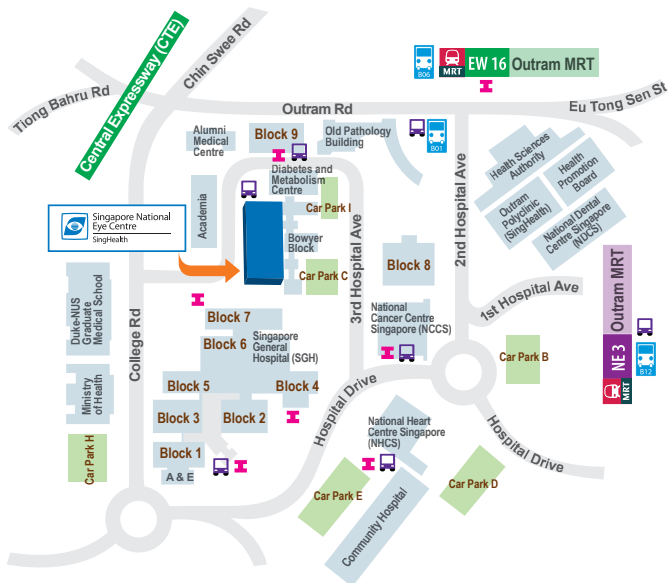 Central Expressway (CTE)
Chin Swee Rd
Tiong Bahru Rd
B06
MRT
EW 16
Outram MRT
Eu Tong Sen St
Outram Rd
Alumni
Medical
Centre
Block 9
Old Pathology
Building
B01
Health Sciences
Authority
Health
Promotion
Board
Outram
Polyclinic
(SingHealth)
National Dental
Centre Singapore
(NDCS)
2nd Hospital Ave
Diabetes and
Metabolism
Centre
Academia
Car Park I
Singapore National
Eye Centre
SingHealth
Bowyer
Block
Car Park C
3rd Hospital Ave
Block 8
1st Hospital Ave
Outram MRT
NE 3
MRT
B12
Duke-NUS
Graduate
Medical School
College Rd
Block 7
Block 6
Singapore
General
Hospital (SGH)
National
Cancer Centre
Singapore (NCCS)
Car Park B
Ministry
of Health
Block 5
Block 4
Block 3
Block 2
Hospital Drive
National Heart
Centre Singapore
(NHCS)
Hospital Drive
Car Park H
Block 1
A & E
Car Park E
Community Hospital
Car Park D